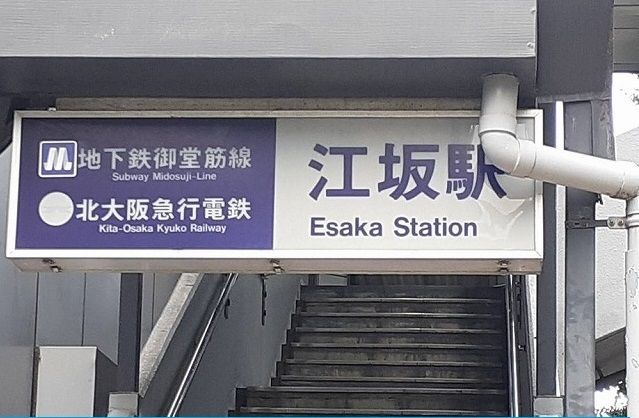 地下鉄御堂筋線
Subway Midosuji-Line
北大阪急行電鉄
Kita-Osaka Kyuko Railway
江坂駅
Esaka Station